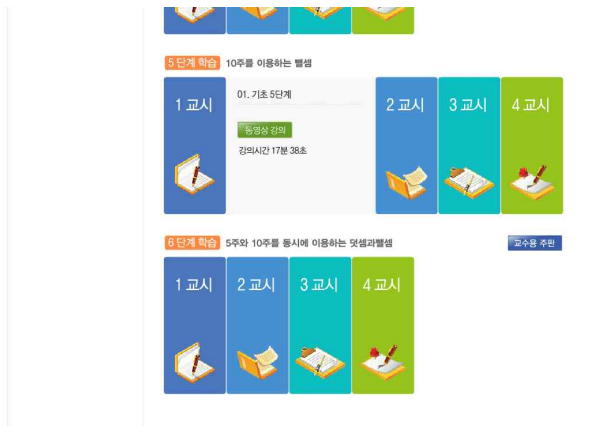 5단계 학습 10주를 이용하는 뺄셈
1 교시
01. 기초 5단계
동영상 강의
강의시간 17분 38초
2 교시
3 교시
4 교시
6단계 학습 5주와 10주를 동시에 이용하는 덧셈과뺄셈
교수용 주판
1 교시
2 교시
3 교시
4 교시